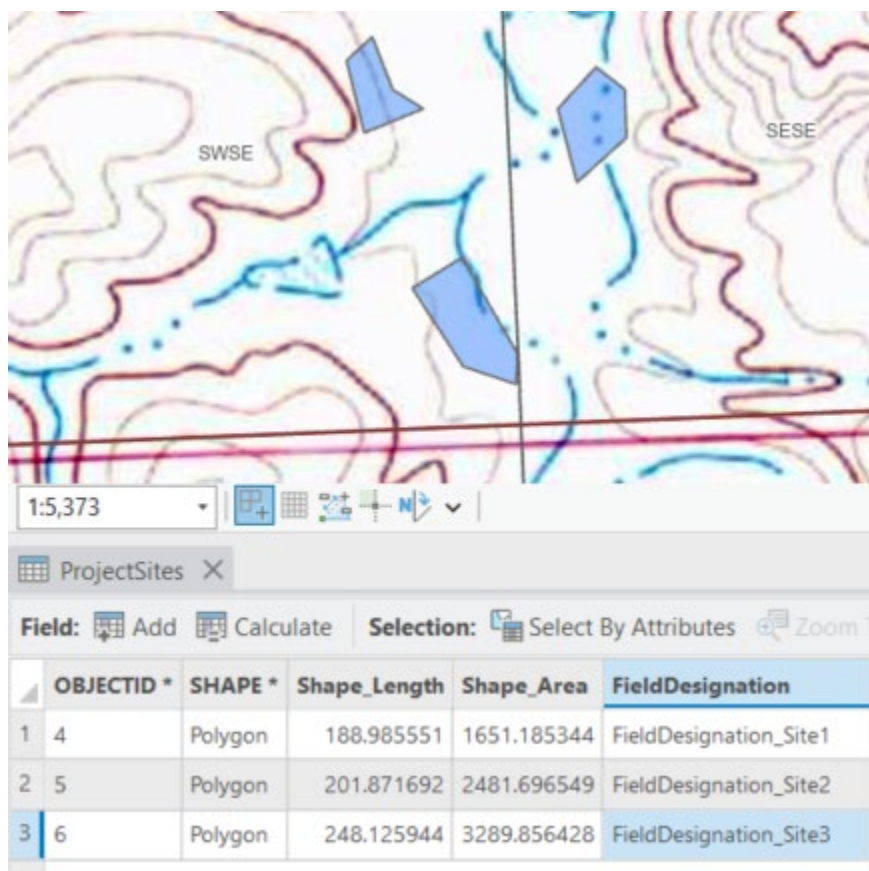 SESE
SWSE
1:5,373
N
ProjectSites
Field: Add Calculate Selection: Select By Attributes Zoom
OBJECTID * SHAPE * Shape_Length Shape_Area FieldDesignation
1 4 Polygon 188.985551 1651.185344 FieldDesignation_Site1
2 5 Polygon 201.871692 2481.696549 FieldDesignation_Site2
3 6 Polygon 248.125944 3289.856428 FieldDesignation_Site3